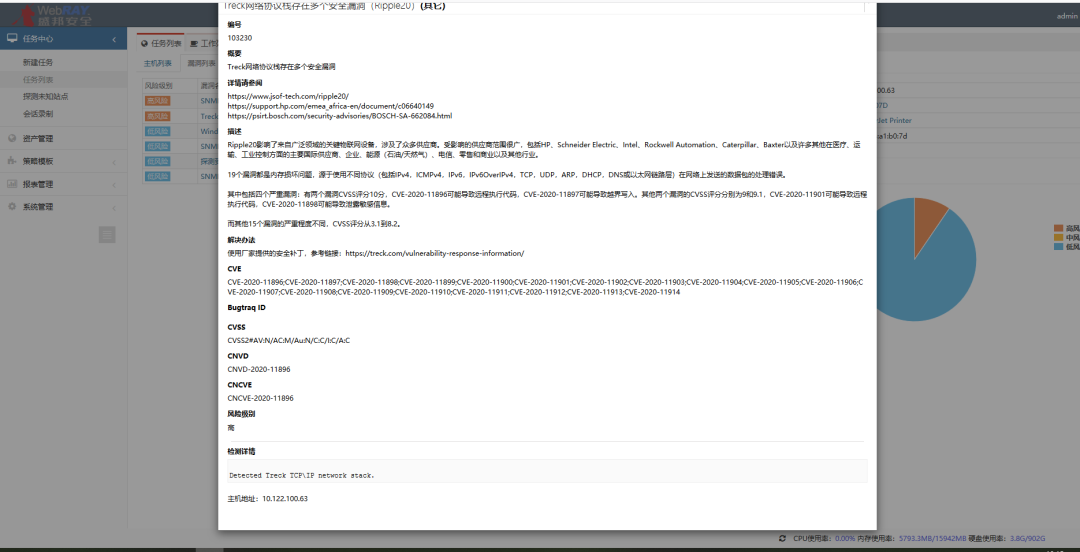 Treck网络协议栈存在多个安全漏洞（Ripple20）(其它)
编号
103230
概要
Treck网络协议栈存在多个安全漏洞
详情请参阅
https://www.jsof-tech.com/ripple20/
https://support.hp.com/emea_africa-en/document/c06640149
https://psirt.bosch.com/security-advisories/BOSCH-SA-662084.html
描述
Ripple20影响了来自广泛领域的关键物联网设备，涉及了众多供应商。受影响的供应商范围很广，包括HP、Schneider Electric、Intel、Rockwell Automation、Caterpillar、Baxter以及许多其他在医疗、运
输、工业控制方面的主要国际供应商、企业、能源（石油/天然气）、电信、零售和商业以及其他行业。
19个漏洞都是内存损坏问题，源于使用不同协议（包括IPv4，ICMPv4，IPv6，IPv6OverIPv4，TCP，UDP，ARP，DHCP，DNS或以太网链路层）在网络上发送的数据包的处理错误。
其中包括四个严重漏洞：有两个漏洞CVSS评分10分，CVE-2020-11896可能导致远程执行代码，CVE-2020-11897可能导致越界写入。其他两个漏洞的CVSS评分分别为9和9.1，CVE-2020-11901可能导致远程
执行代码，CVE-2020-11898可能导致泄露敏感信息。
而其他15个漏洞的严重程度不同，CVSS评分从3.1到8.2。
解决办法
使用厂家提供的安全补丁，参考链接：https://treck.com/vulnerability-response-information/
CVE
CVE-2020-11896;CVE-2020-11897;CVE-2020-11898;CVE-2020-11899;CVE-2020-11900;CVE-2020-11901;CVE-2020-11902;CVE-2020-11903;CVE-2020-11904;CVE-2020-11905;CVE-2020-11906;C
VE-2020-11907;CVE-2020-11908;CVE-2020-11909;CVE-2020-11910;CVE-2020-11911;CVE-2020-11912;CVE-2020-11913;CVE-2020-11914
Bugtraq ID
CVSS
CVSS2#AV:N/AC:M/Au:N/C:C/I:C/A:C
CNVD
CNVD-2020-11896
CNCVE
CNCVE-2020-11896
风险级别
高
检测详情
Detected Treck TCP\IP network stack.
主机地址：10.122.100.63
WebRAY
盛邦安全
admin
任务中心
新建任务
任务列表
探测未知站点
会话录制
资产管理
策略模板
报表管理
系统管理
任务列表
主机列表 漏洞列表
风险级别
高风险 SNM
高风险 Treck
低风险 Wind
低风险 SNM
低风险
低风险 SNM
00.63
Jet Printer
a1:b0:7d
CPU使用率：0.00% 内存使用率：5793.3MB/15942MB 硬盘使用率：3.8G/902G